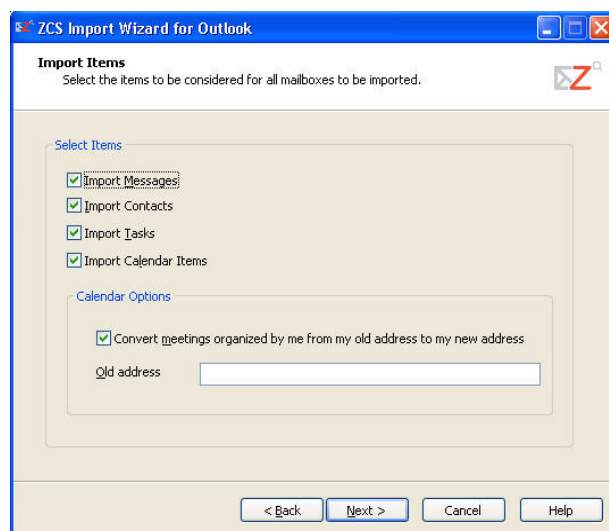 ZCS Import Wizard for Outlook
Import Items
Select the items to be considered for all mailboxes to be imported.
Z
Select Items
Import Messages
Import Contacts
Import Tasks
Import Calendar Items
Calendar Options
Convert meetings organized by me from my old address to my new address
Old address
< Back
Next >
Cancel
Help